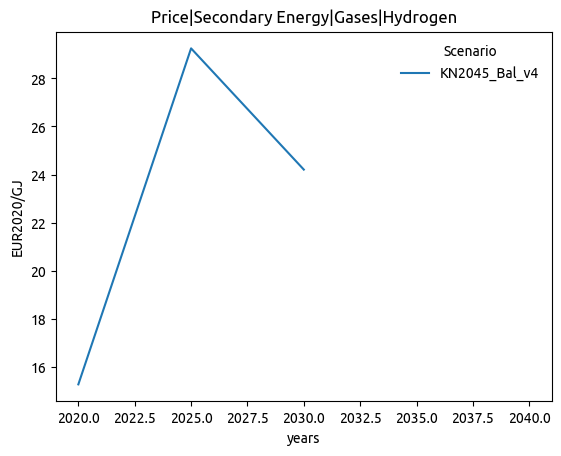 Price|Secondary Energy|Gases|Hydrogen
Scenario
KN2045_Bal_v4
EUR2020/GJ
28
26
24
22
20
18
16
2020.0 2022.5 2025.0 2027.5 2030.0 2032.5 2035.0 2037.5 2040.0
years